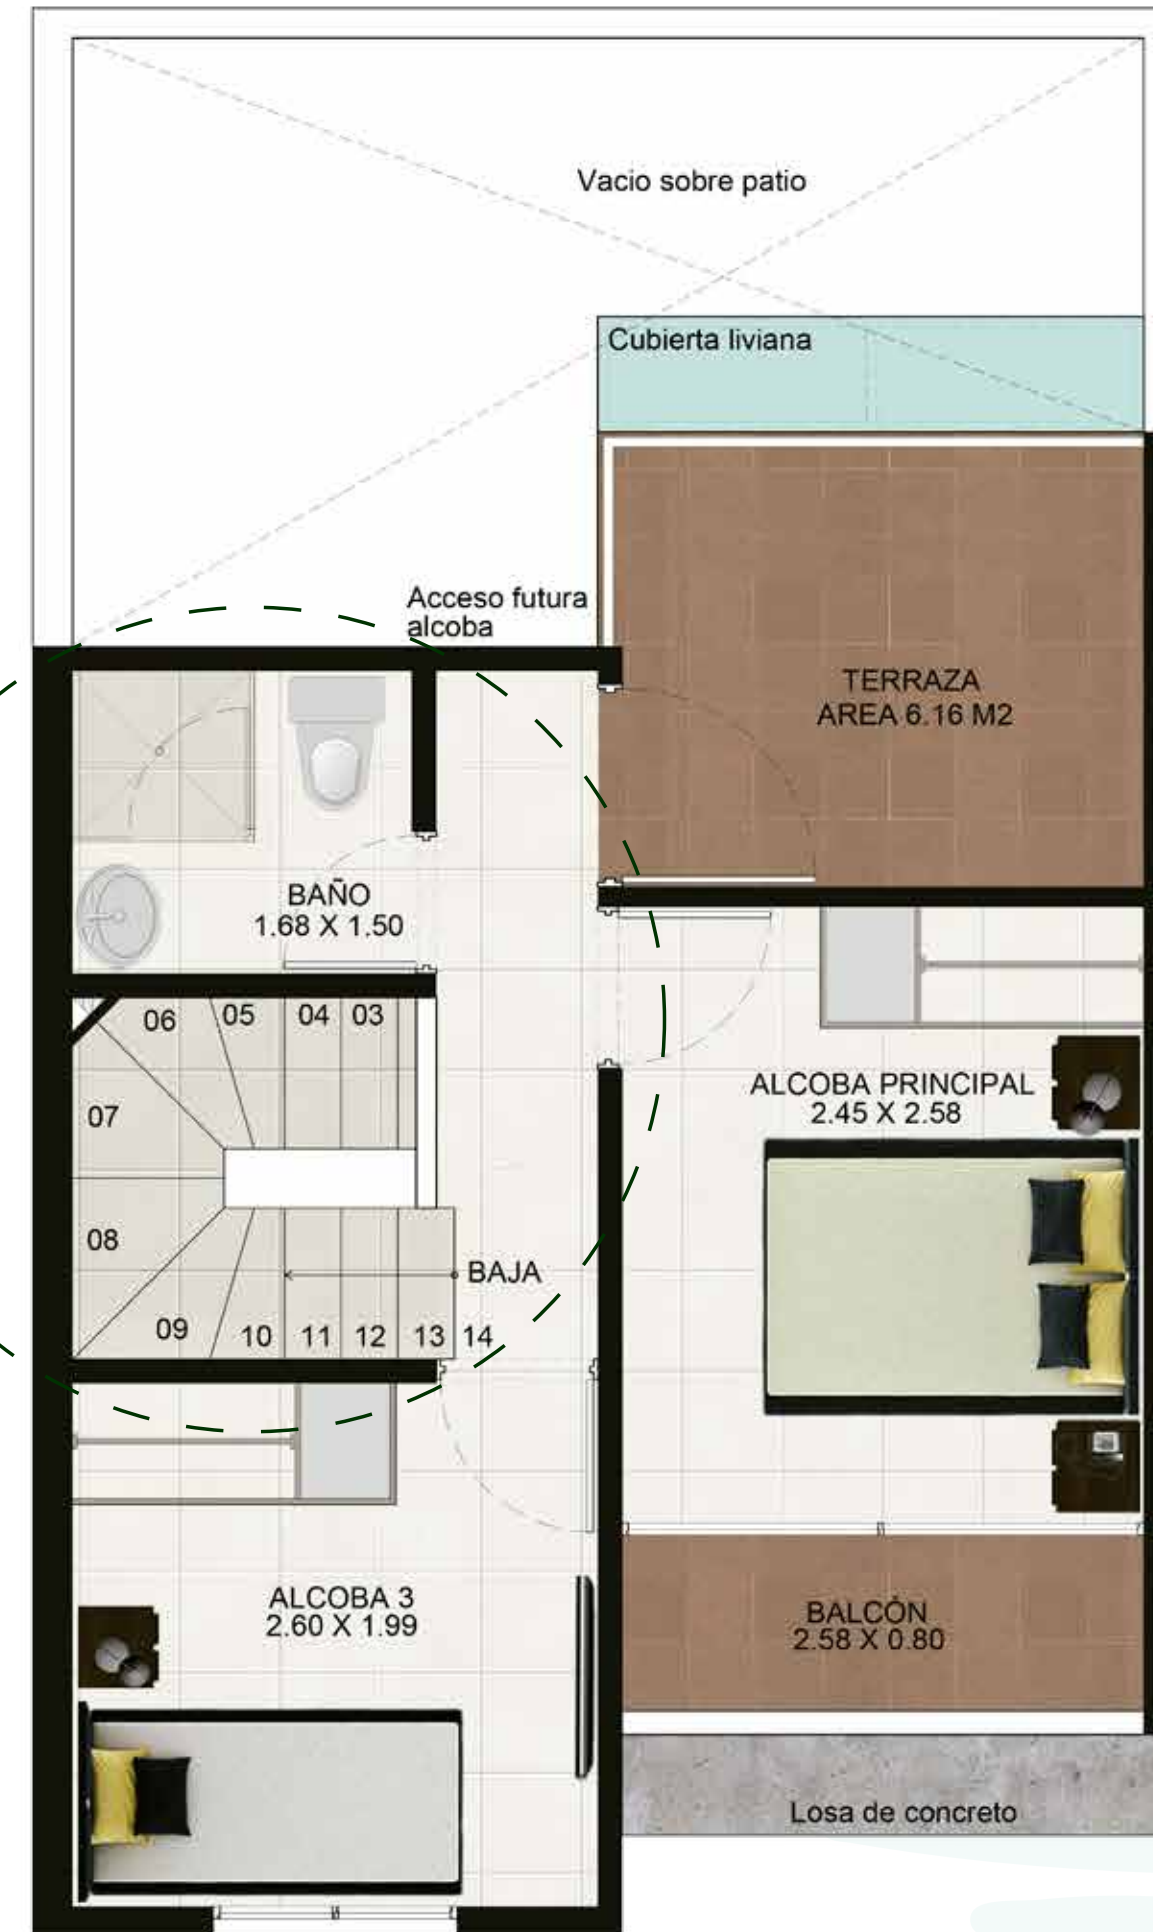 Vacio sobre patio
Cubierta liviana
Acceso futura
alcoba
TERRAZA
AREA 6.16 M2
BAÑO
1.68 X 1.50
06
05
04
03
07
08
09
10
11
12
13
14
BAJA
ALCOBA PRINCIPAL
2.45 X 2.58
ALCOBA 3
2.60 X 1.99
BALCÓN
2.58 X 0.80
Losa de concreto